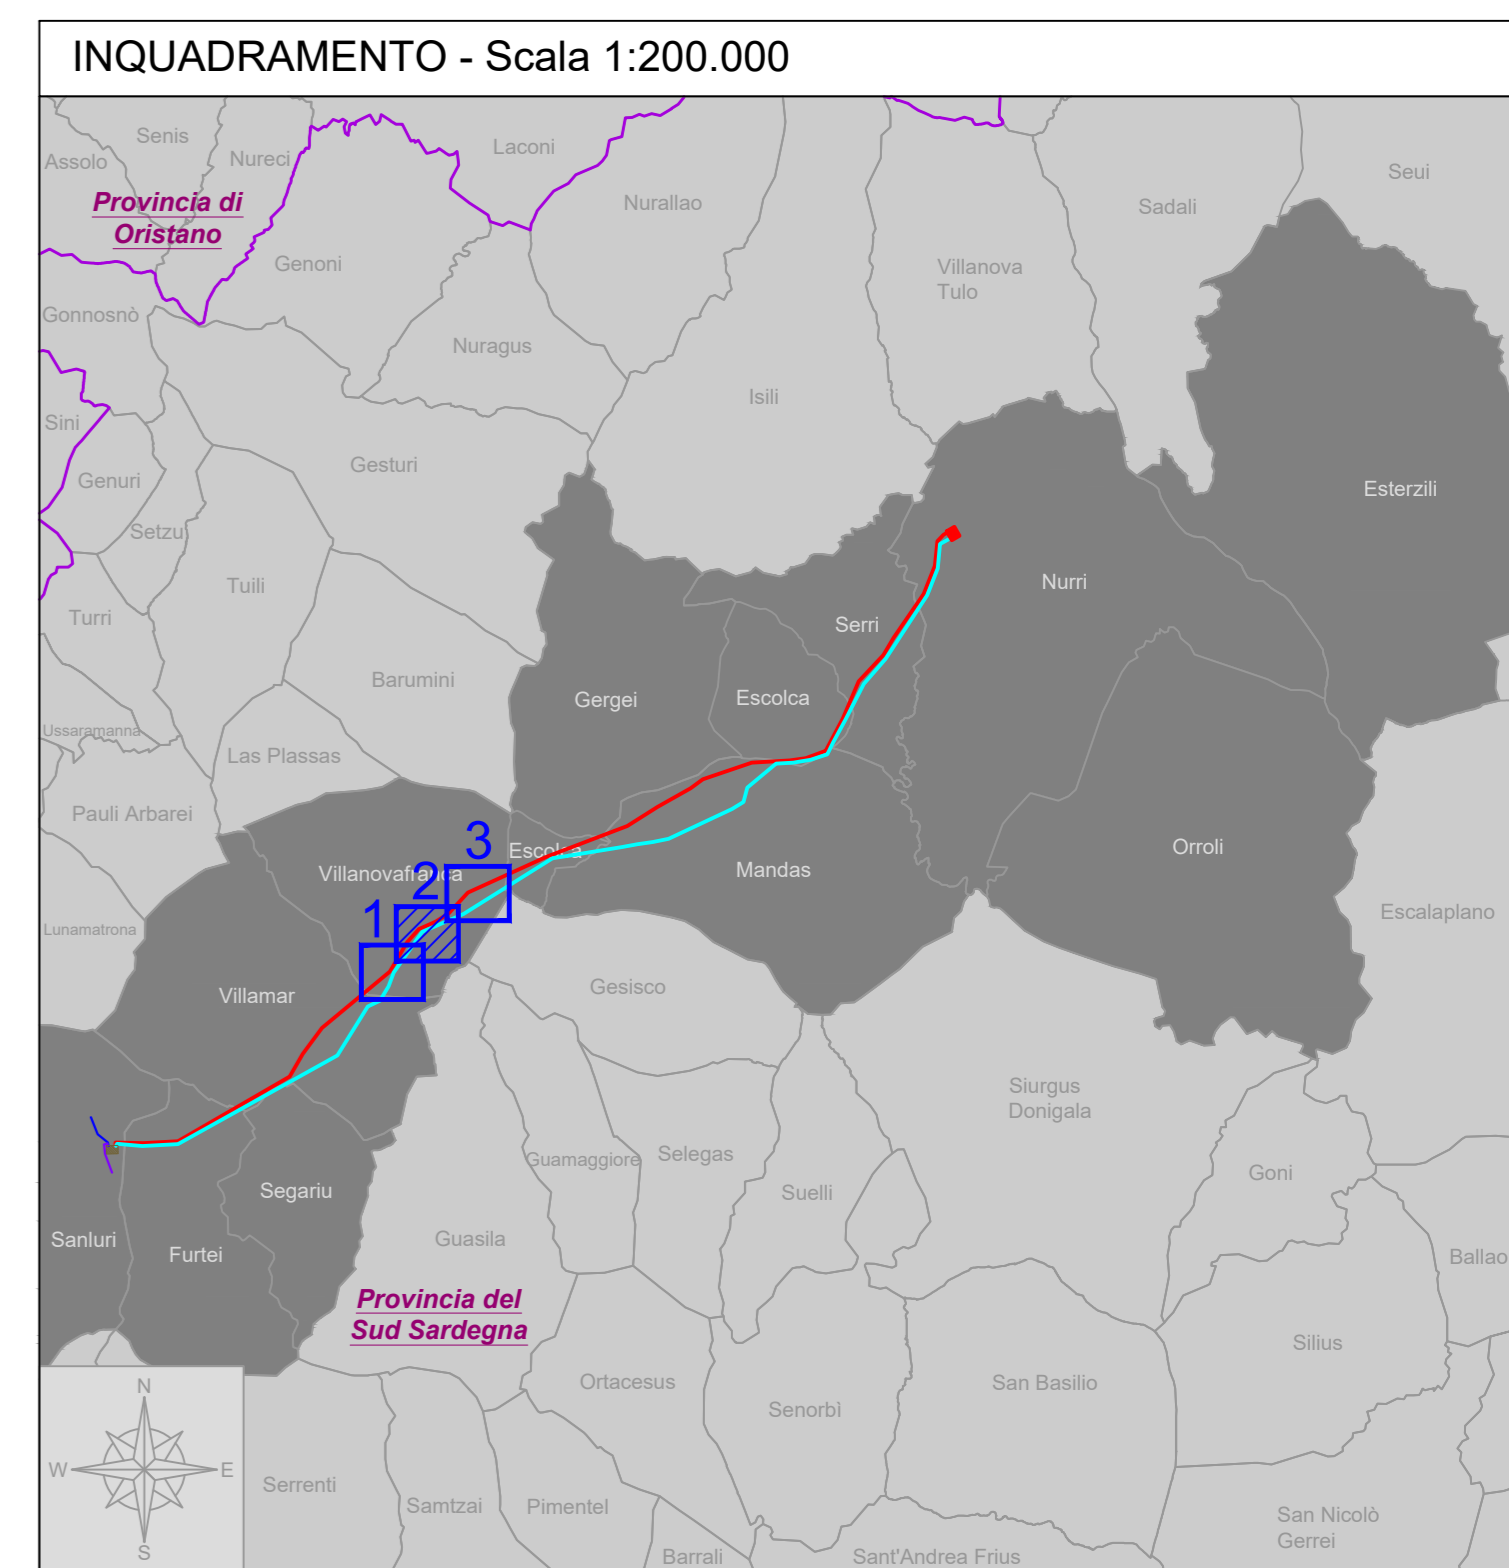 INQUADRAMENTO - Scala 1:200.000
Senis
Assolo
Nureci
Laconi
Seui
Provincia di
Oristano
Nurallao
Sadali
Genoni
Villanova
Tulo
Gonnosnò
Nuragus
Isili
Sini
Gesturi
Genuri
Esterzili
Setzu
Tuili
Nurri
Turri
Serri
Barumini
Gergei
Escolca
Ussaramanna
Las Plassas
Pauli Arbarei
3
Escolca
Orroli
Villanovafranca
Mandas
2
1
Escalaplano
Lunamatrona
Gesisco
Villamar
Siurgus
Donigala
Guamaggiore
Selegas
Goni
Segariu
Suelli
Sanluri
Guasila
Furtei
Ballao
Provincia del
Sud Sardegna
Silius
Ortacesus
San Basilio
N
Senorbì
W
E
Serrenti
Samtzai
Pimentel
San Nicolò
Gerrei
S
Barrali
Sant'Andrea Frius